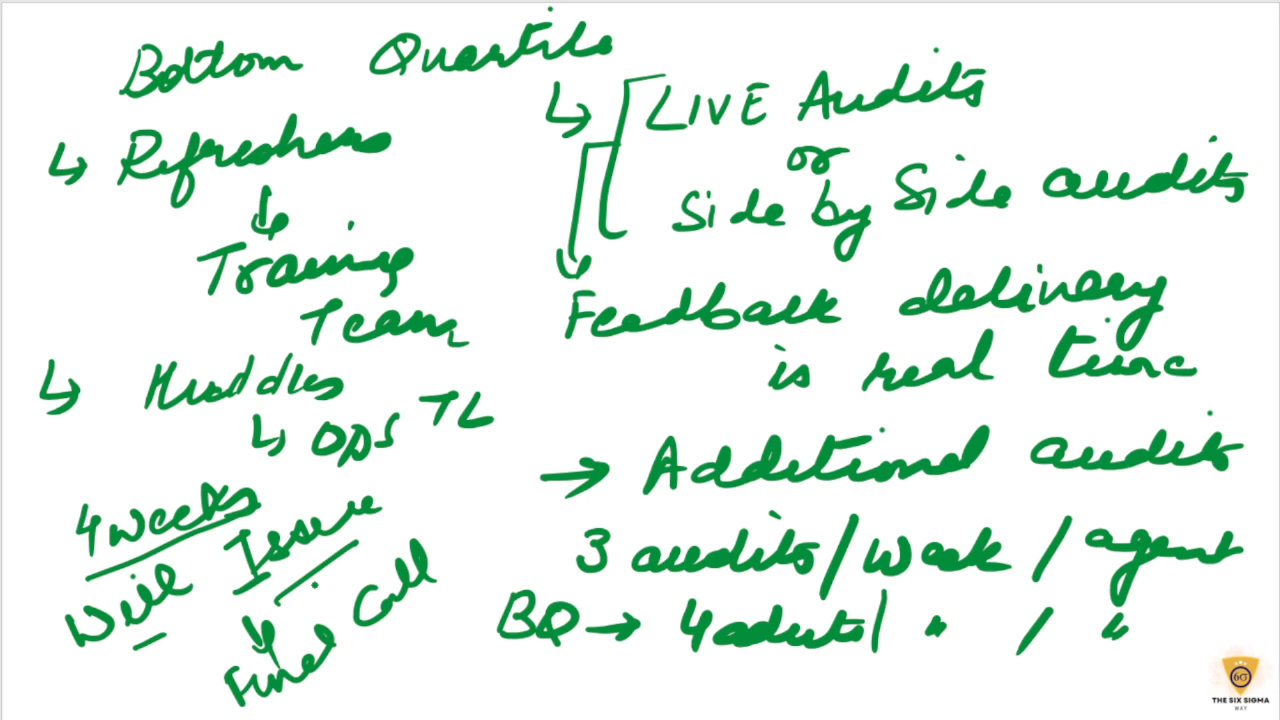 Bottom Quartile
↳ Refreshers
↓
Training
Team
↳ Huddles
↳ OPS TL
4 weeks
Will Issue
↓
Final Call
↳ LIVE Audits
or
Side by Side audits
↓
Feedback delivery
is real time
→ Additional audits
3 audits/week/agent
BQ → 4 adits/ " / "
6σ
THE SIX SIGMA
WAY